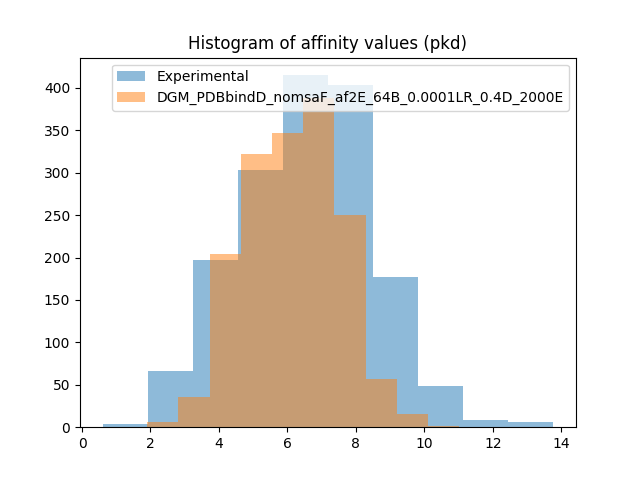 Histogram of affinity values (pkd)
Experimental
DGM_PDBbindD_nomsaF_af2E_64B_0.0001LR_0.4D_2000E
400
350
300
250
200
150
100
50
0
0 2 4 6 8 10 12 14